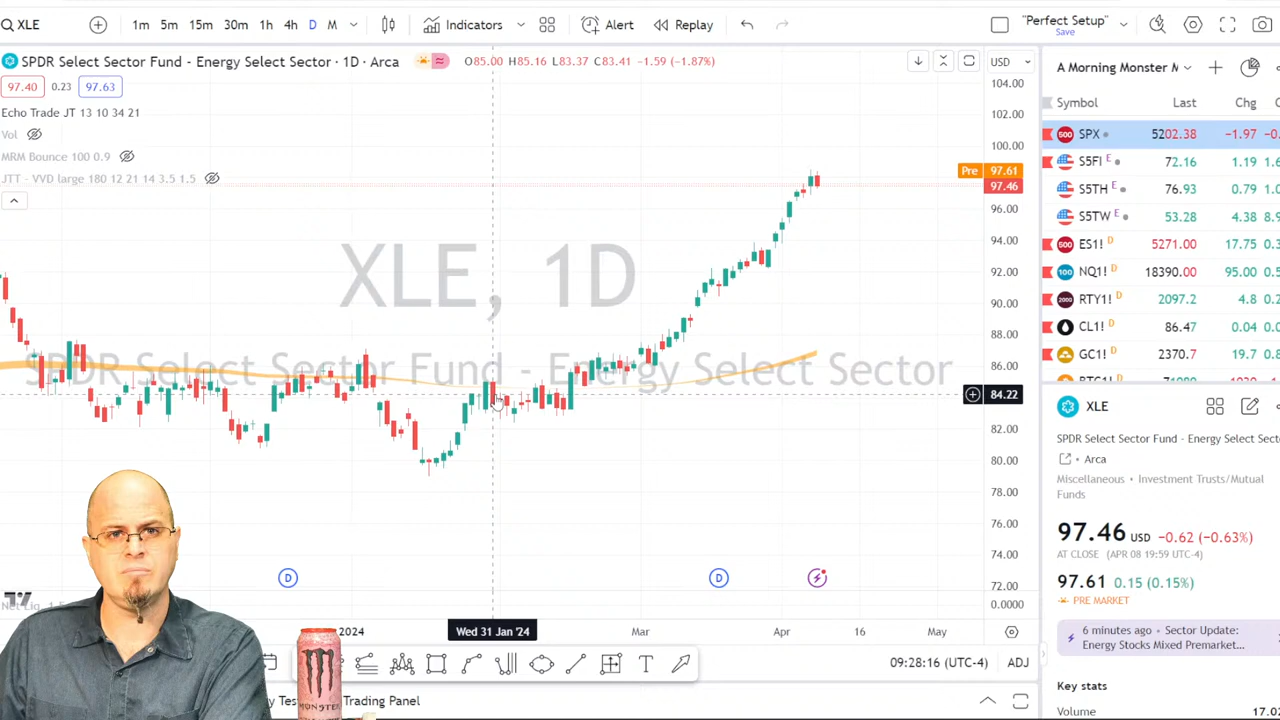 XLE
1m 5m 15m 30m 1h 4h D M
Indicators
Alert
Replay
"Perfect Setup"
Save
SPDR Select Sector Fund - Energy Select Sector · 1D · Arca
O85.00 H85.16 L83.37 C83.41 -1.59 (-1.87%)
USD
97.40 0.23 97.63
Echo Trade JT 13 10 34 21
Vol
MRM Bounce 100 0.9
JTT - VVD large 180 12 21 14 3.5 1.5
XLE, 1D
SPDR Select Sector Fund - Energy Select Sector
104.00
102.00
100.00
Pre 97.61
97.46
96.00
94.00
92.00
90.00
88.00
86.00
84.22
82.00
80.00
78.00
76.00
74.00
72.00
0.0000
D
D
2024
Wed 31 Jan '24
Mar
Apr
16
May
09:28:16 (UTC-4) ADJ
Trading Panel
MONSTER
A Morning Monster
Symbol Last Chg
SPX 5202.38 -1.97
S5FI E 72.16 1.19
S5TH E 76.93 0.79
S5TW E 53.28 4.38
ES1! D 5271.00 17.75
NQ1! D 18390.00 95.00
RTY1! D 2097.2 4.8
CL1! D 86.47 0.04
GC1! D 2370.7 19.7
XLE
SPDR Select Sector Fund - Energy Select Sector
Arca
Miscellaneous • Investment Trusts/Mutual
Funds
97.46 USD -0.62 (-0.63%)
AT CLOSE (APR 08 19:59 UTC-4)
97.61 0.15 (0.15%)
PRE MARKET
6 minutes ago • Sector Update:
Energy Stocks Mixed Premarket...
Key stats
Volume